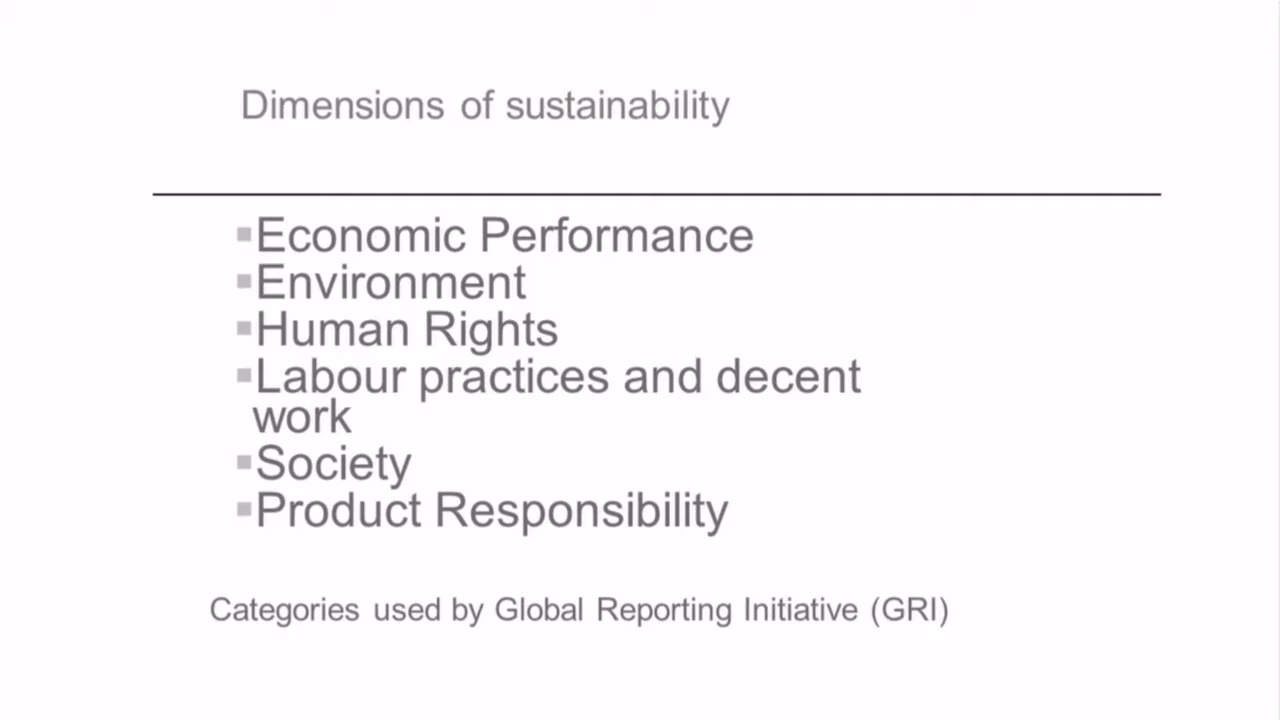 Dimensions of sustainability
▪Economic Performance
▪Environment
▪Human Rights
▪Labour practices and decent
work
▪Society
▪Product Responsibility
Categories used by Global Reporting Initiative (GRI)